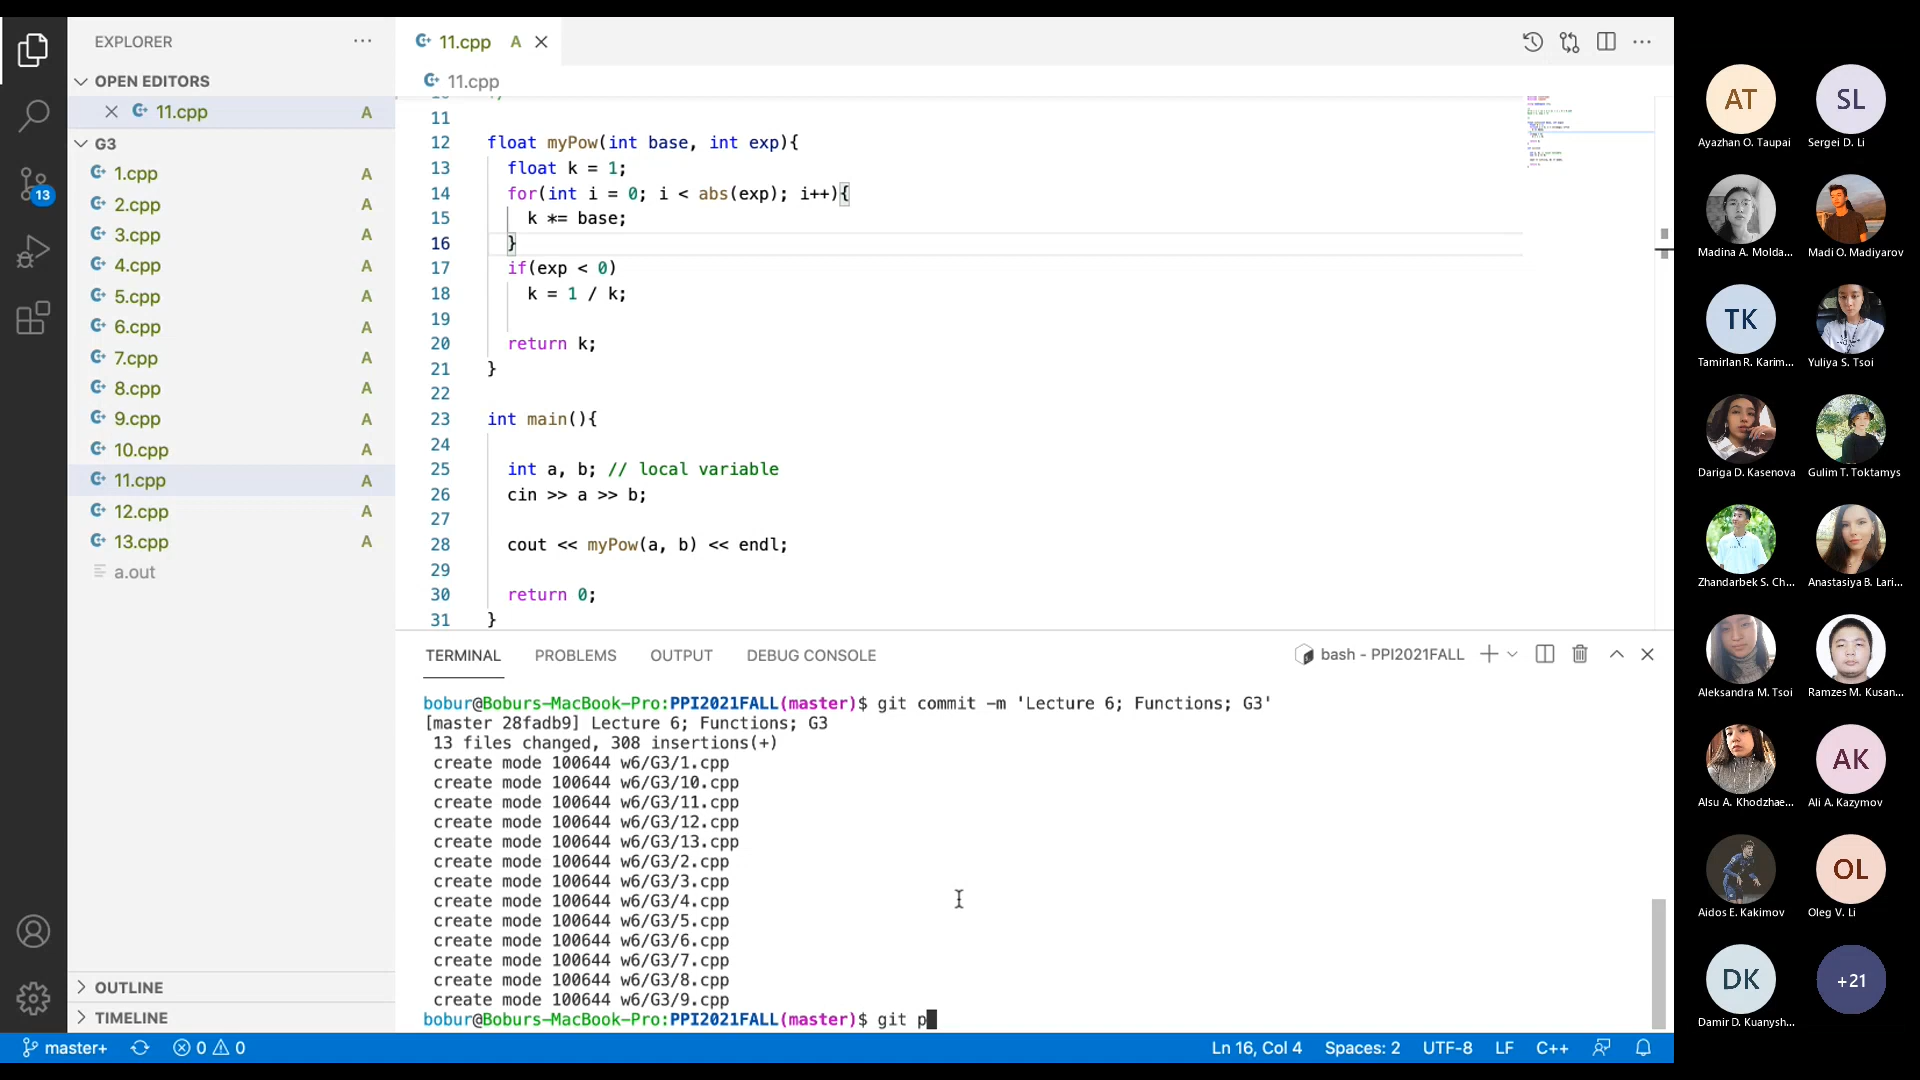 EXPLORER
OPEN EDITORS
11.cpp A
G3
1.cpp A
2.cpp A
3.cpp A
4.cpp A
5.cpp A
6.cpp A
7.cpp A
8.cpp A
9.cpp A
10.cpp A
11.cpp A
12.cpp A
13.cpp A
a.out
OUTLINE
TIMELINE
13
11.cpp A
11.cpp
11
12 float myPow(int base, int exp){
13 float k = 1;
14 for(int i = 0; i < abs(exp); i++){
15 k *= base;
16 }
17 if(exp < 0)
18 k = 1 / k;
19
20 return k;
21 }
22
23 int main(){
24
25 int a, b; // local variable
26 cin >> a >> b;
27
28 cout << myPow(a, b) << endl;
29
30 return 0;
31 }
TERMINAL PROBLEMS OUTPUT DEBUG CONSOLE bash - PPI2021FALL
bobur@Boburs-MacBook-Pro:PPI2021FALL(master)$ git commit -m 'Lecture 6; Functions; G3'
[master 28fadb9] Lecture 6; Functions; G3
13 files changed, 308 insertions(+)
create mode 100644 w6/G3/1.cpp
create mode 100644 w6/G3/10.cpp
create mode 100644 w6/G3/11.cpp
create mode 100644 w6/G3/12.cpp
create mode 100644 w6/G3/13.cpp
create mode 100644 w6/G3/2.cpp
create mode 100644 w6/G3/3.cpp
create mode 100644 w6/G3/4.cpp
create mode 100644 w6/G3/5.cpp
create mode 100644 w6/G3/6.cpp
create mode 100644 w6/G3/7.cpp
create mode 100644 w6/G3/8.cpp
create mode 100644 w6/G3/9.cpp
bobur@Boburs-MacBook-Pro:PPI2021FALL(master)$ git p
master+ 0 0 Ln 16, Col 4 Spaces: 2 UTF-8 LF C++
AT SL
Ayazhan O. Taupai Sergei D. Li
Madina A. Molda... Madi O. Madiyarov
TK
Tamirlan R. Karim... Yuliya S. Tsoi
Dariga D. Kasenova Gulim T. Toktamys
Zhandarbek S. Ch... Anastasiya B. Lari...
Aleksandra M. Tsoi Ramzes M. Kusan...
AK
Alsu A. Khodzhae... Ali A. Kazymov
OL
Aidos E. Kakimov Oleg V. Li
DK +21
Damir D. Kuanysh...